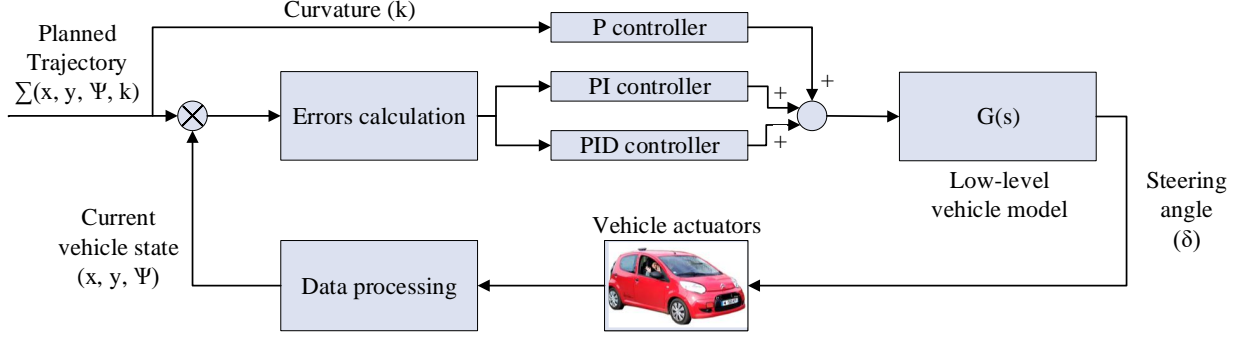 Curvature (k)
Planned
Trajectory
∑(x, y, Ψ, k)
P controller
+
Errors calculation
PI controller
+
PID controller
+
G(s)
Low-level
vehicle model
Steering
angle
(δ)
Current
vehicle state
(x, y, Ψ)
Data processing
Vehicle actuators